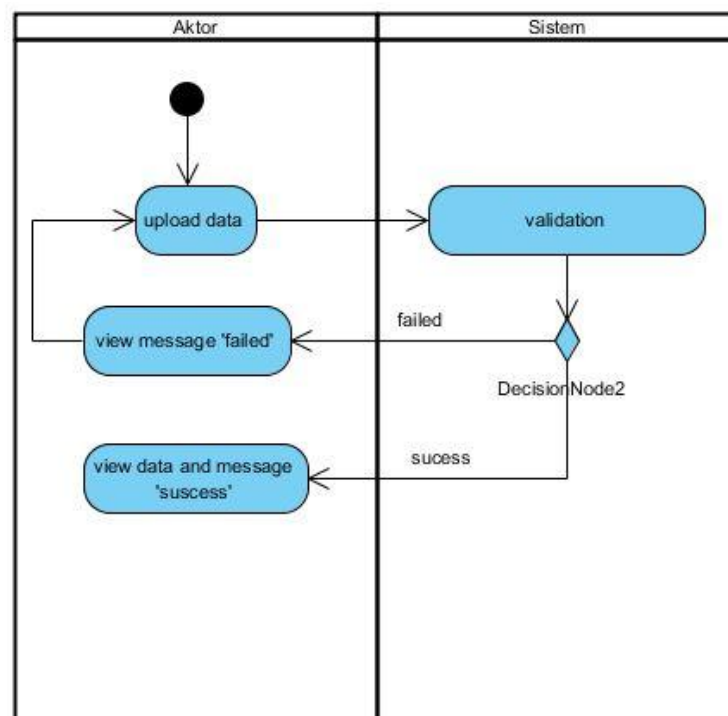 Aktor
Sistem
upload data
validation
failed
view message 'failed'
DecisionNode2
sucess
view data and message
'suscess'